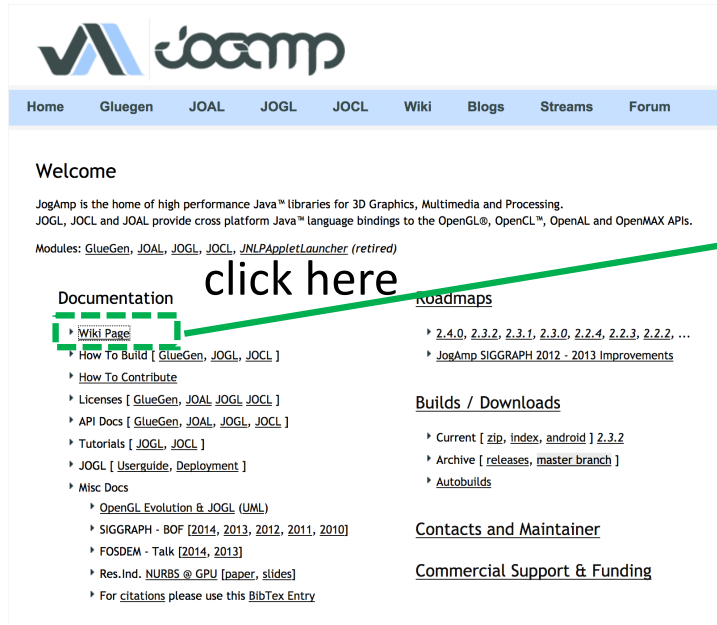 JogAmp
Home Gluegen JOAL JOGL JOCL Wiki Blogs Streams Forum
Welcome
JogAmp is the home of high performance Java™ libraries for 3D Graphics, Multimedia and Processing.
JOGL, JOCL and JOAL provide cross platform Java™ language bindings to the OpenGL®, OpenCL™, OpenAL and OpenMAX APIs.
Modules: GlueGen, JOAL, JOGL, JOCL, JNLPAppletLauncher (retired)
click here
Documentation
Wiki Page
How To Build [ GlueGen, JOGL, JOCL ]
How To Contribute
Licenses [ GlueGen, JOAL JOGL JOCL ]
API Docs [ GlueGen, JOAL, JOGL, JOCL ]
Tutorials [ JOGL, JOCL ]
JOGL [ Userguide, Deployment ]
Misc Docs
OpenGL Evolution & JOGL (UML)
SIGGRAPH - BOF [2014, 2013, 2012, 2011, 2010]
FOSDEM - Talk [2014, 2013]
Res.Ind. NURBS @ GPU [paper, slides]
For citations please use this BibTex Entry
Roadmaps
2.4.0, 2.3.2, 2.3.1, 2.3.0, 2.2.4, 2.2.3, 2.2.2, ...
JogAmp SIGGRAPH 2012 - 2013 Improvements
Builds / Downloads
Current [ zip, index, android ] 2.3.2
Archive [ releases, master branch ]
Autobuilds
Contacts and Maintainer
Commercial Support & Funding